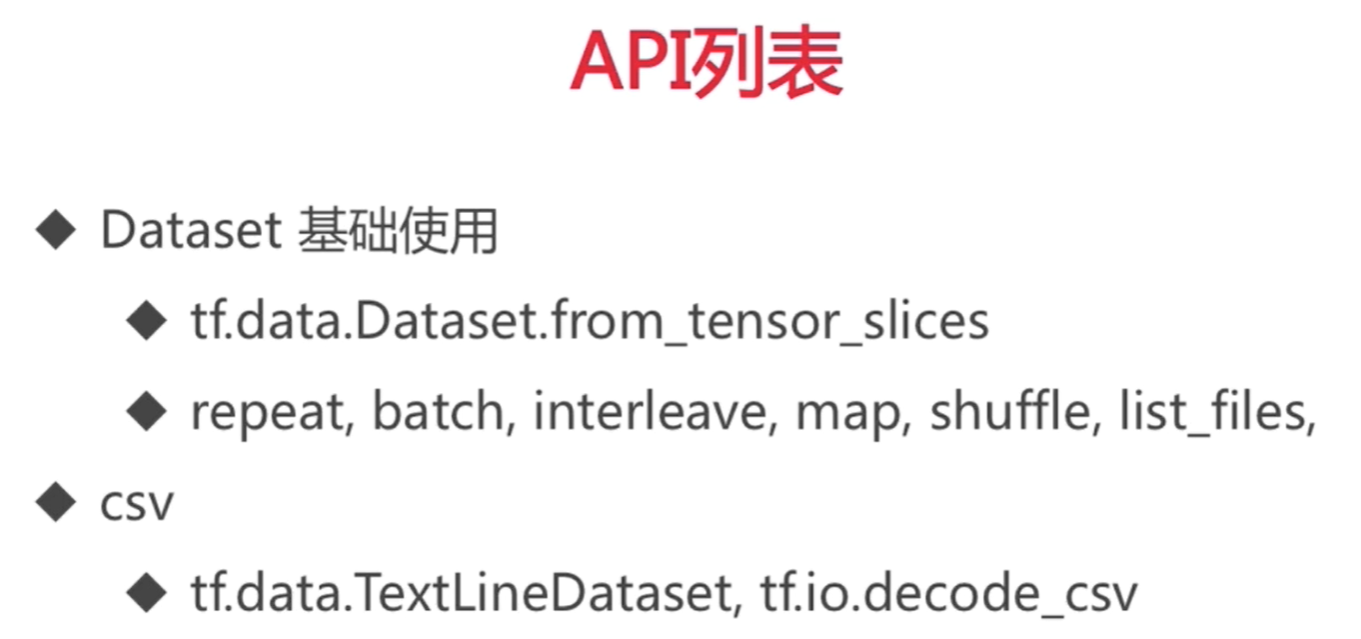 API列表
◆ Dataset 基础使用
◆ tf.data.Dataset.from_tensor_slices
◆ repeat, batch, interleave, map, shuffle, list_files,
◆ csv
◆ tf.data.TextLineDataset, tf.io.decode_csv